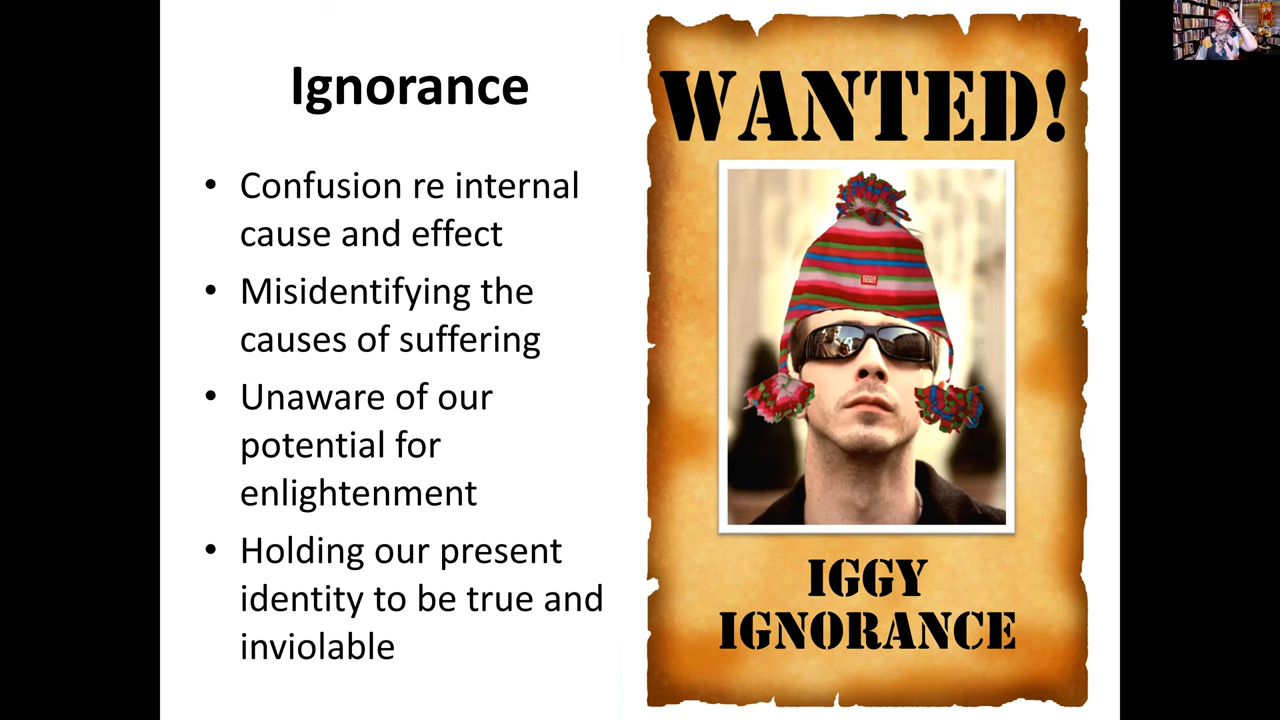 Ignorance
• Confusion re internal
cause and effect
• Misidentifying the
causes of suffering
• Unaware of our
potential for
enlightenment
• Holding our present
identity to be true and
inviolable
WANTED!
IGGY
IGNORANCE